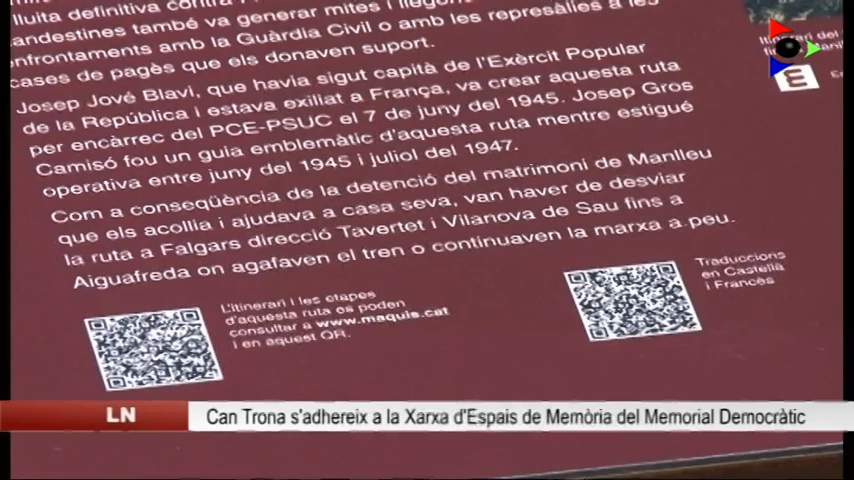 lluita definitiva contra
també va generar mites i
enfrontaments amb la Guàrdia Civil o amb les represàlies a les
cases de pagès que els donaven suport.
Josep Jové Blavi, que havia sigut capità de l'Exèrcit Popular
de la República i estava exiliat a França, va crear aquesta ruta
per encàrrec del PCE-PSUC el 7 de juny del 1945. Josep Gros
Camisó fou un guia emblemàtic d'aquesta ruta mentre estigué
operativa entre juny del 1945 i juliol del 1947.
Com a conseqüència de la detenció del matrimoni de Manlleu
que els acollia i ajudava a casa seva, van haver de desviar
la ruta a Falgars direcció Tavertet i Vilanova de Sau fins a
Aiguafreda on agafaven el tren o continuaven la marxa a peu.
L'itinerari i les etapes
d'aquesta ruta es poden
consultar a www.maquis.cat
i en aquest QR.
Traduccions
en Castellà
i Francès
Itinerari del
LN
Can Trona s'adhereix a la Xarxa d'Espais de Memòria del Memorial Democràtic